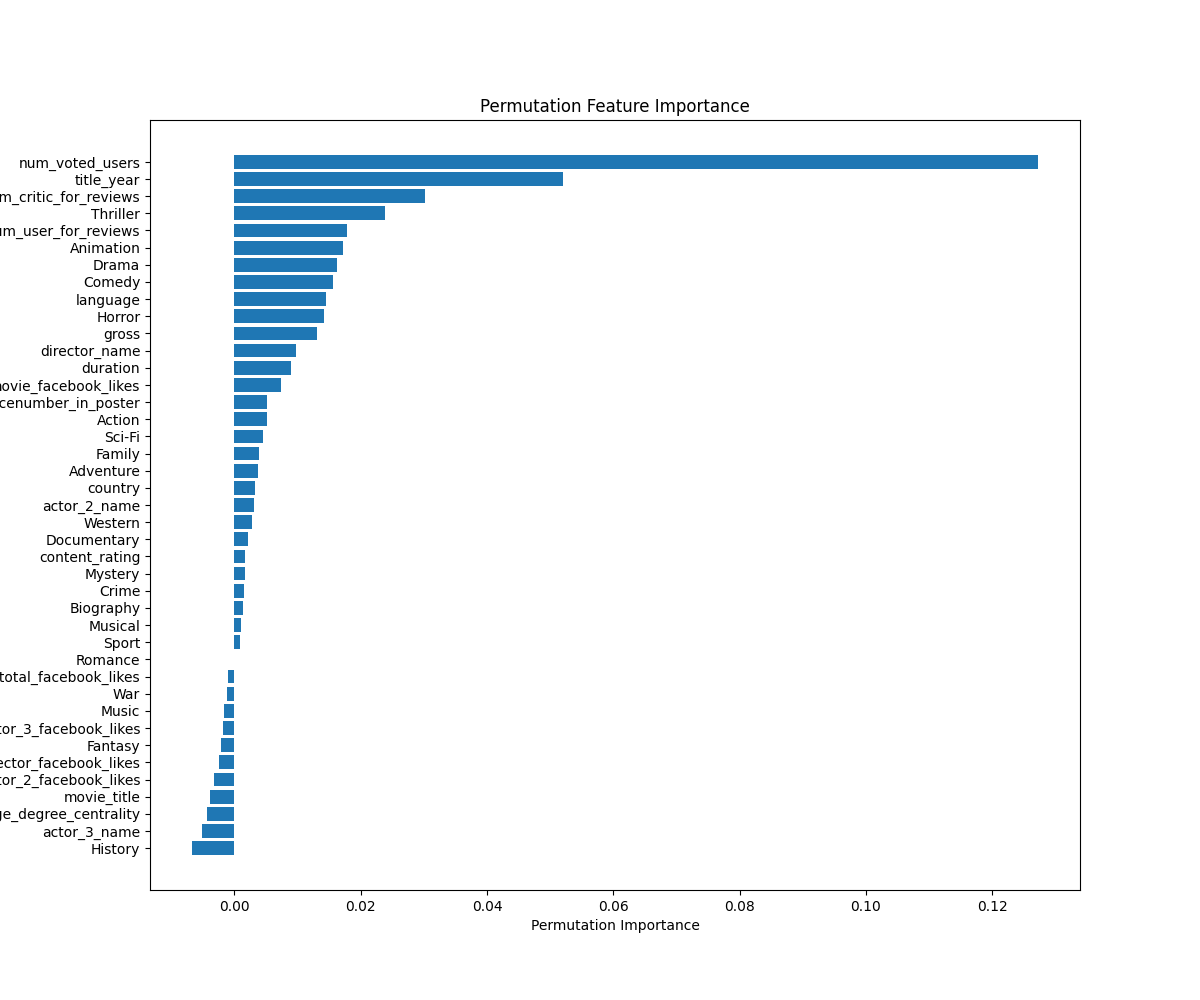 Permutation Feature Importance
num_voted_users
title_year
m_critic_for_reviews
Thriller
um_user_for_reviews
Animation
Drama
Comedy
language
Horror
gross
director_name
duration
movie_facebook_likes
cenumber_in_poster
Action
Sci-Fi
Family
Adventure
country
actor_2_name
Western
Documentary
content_rating
Mystery
Crime
Biography
Musical
Sport
Romance
total_facebook_likes
War
Music
tor_3_facebook_likes
Fantasy
ector_facebook_likes
tor_2_facebook_likes
movie_title
ge_degree_centrality
actor_3_name
History
0.00 0.02 0.04 0.06 0.08 0.10 0.12
Permutation Importance